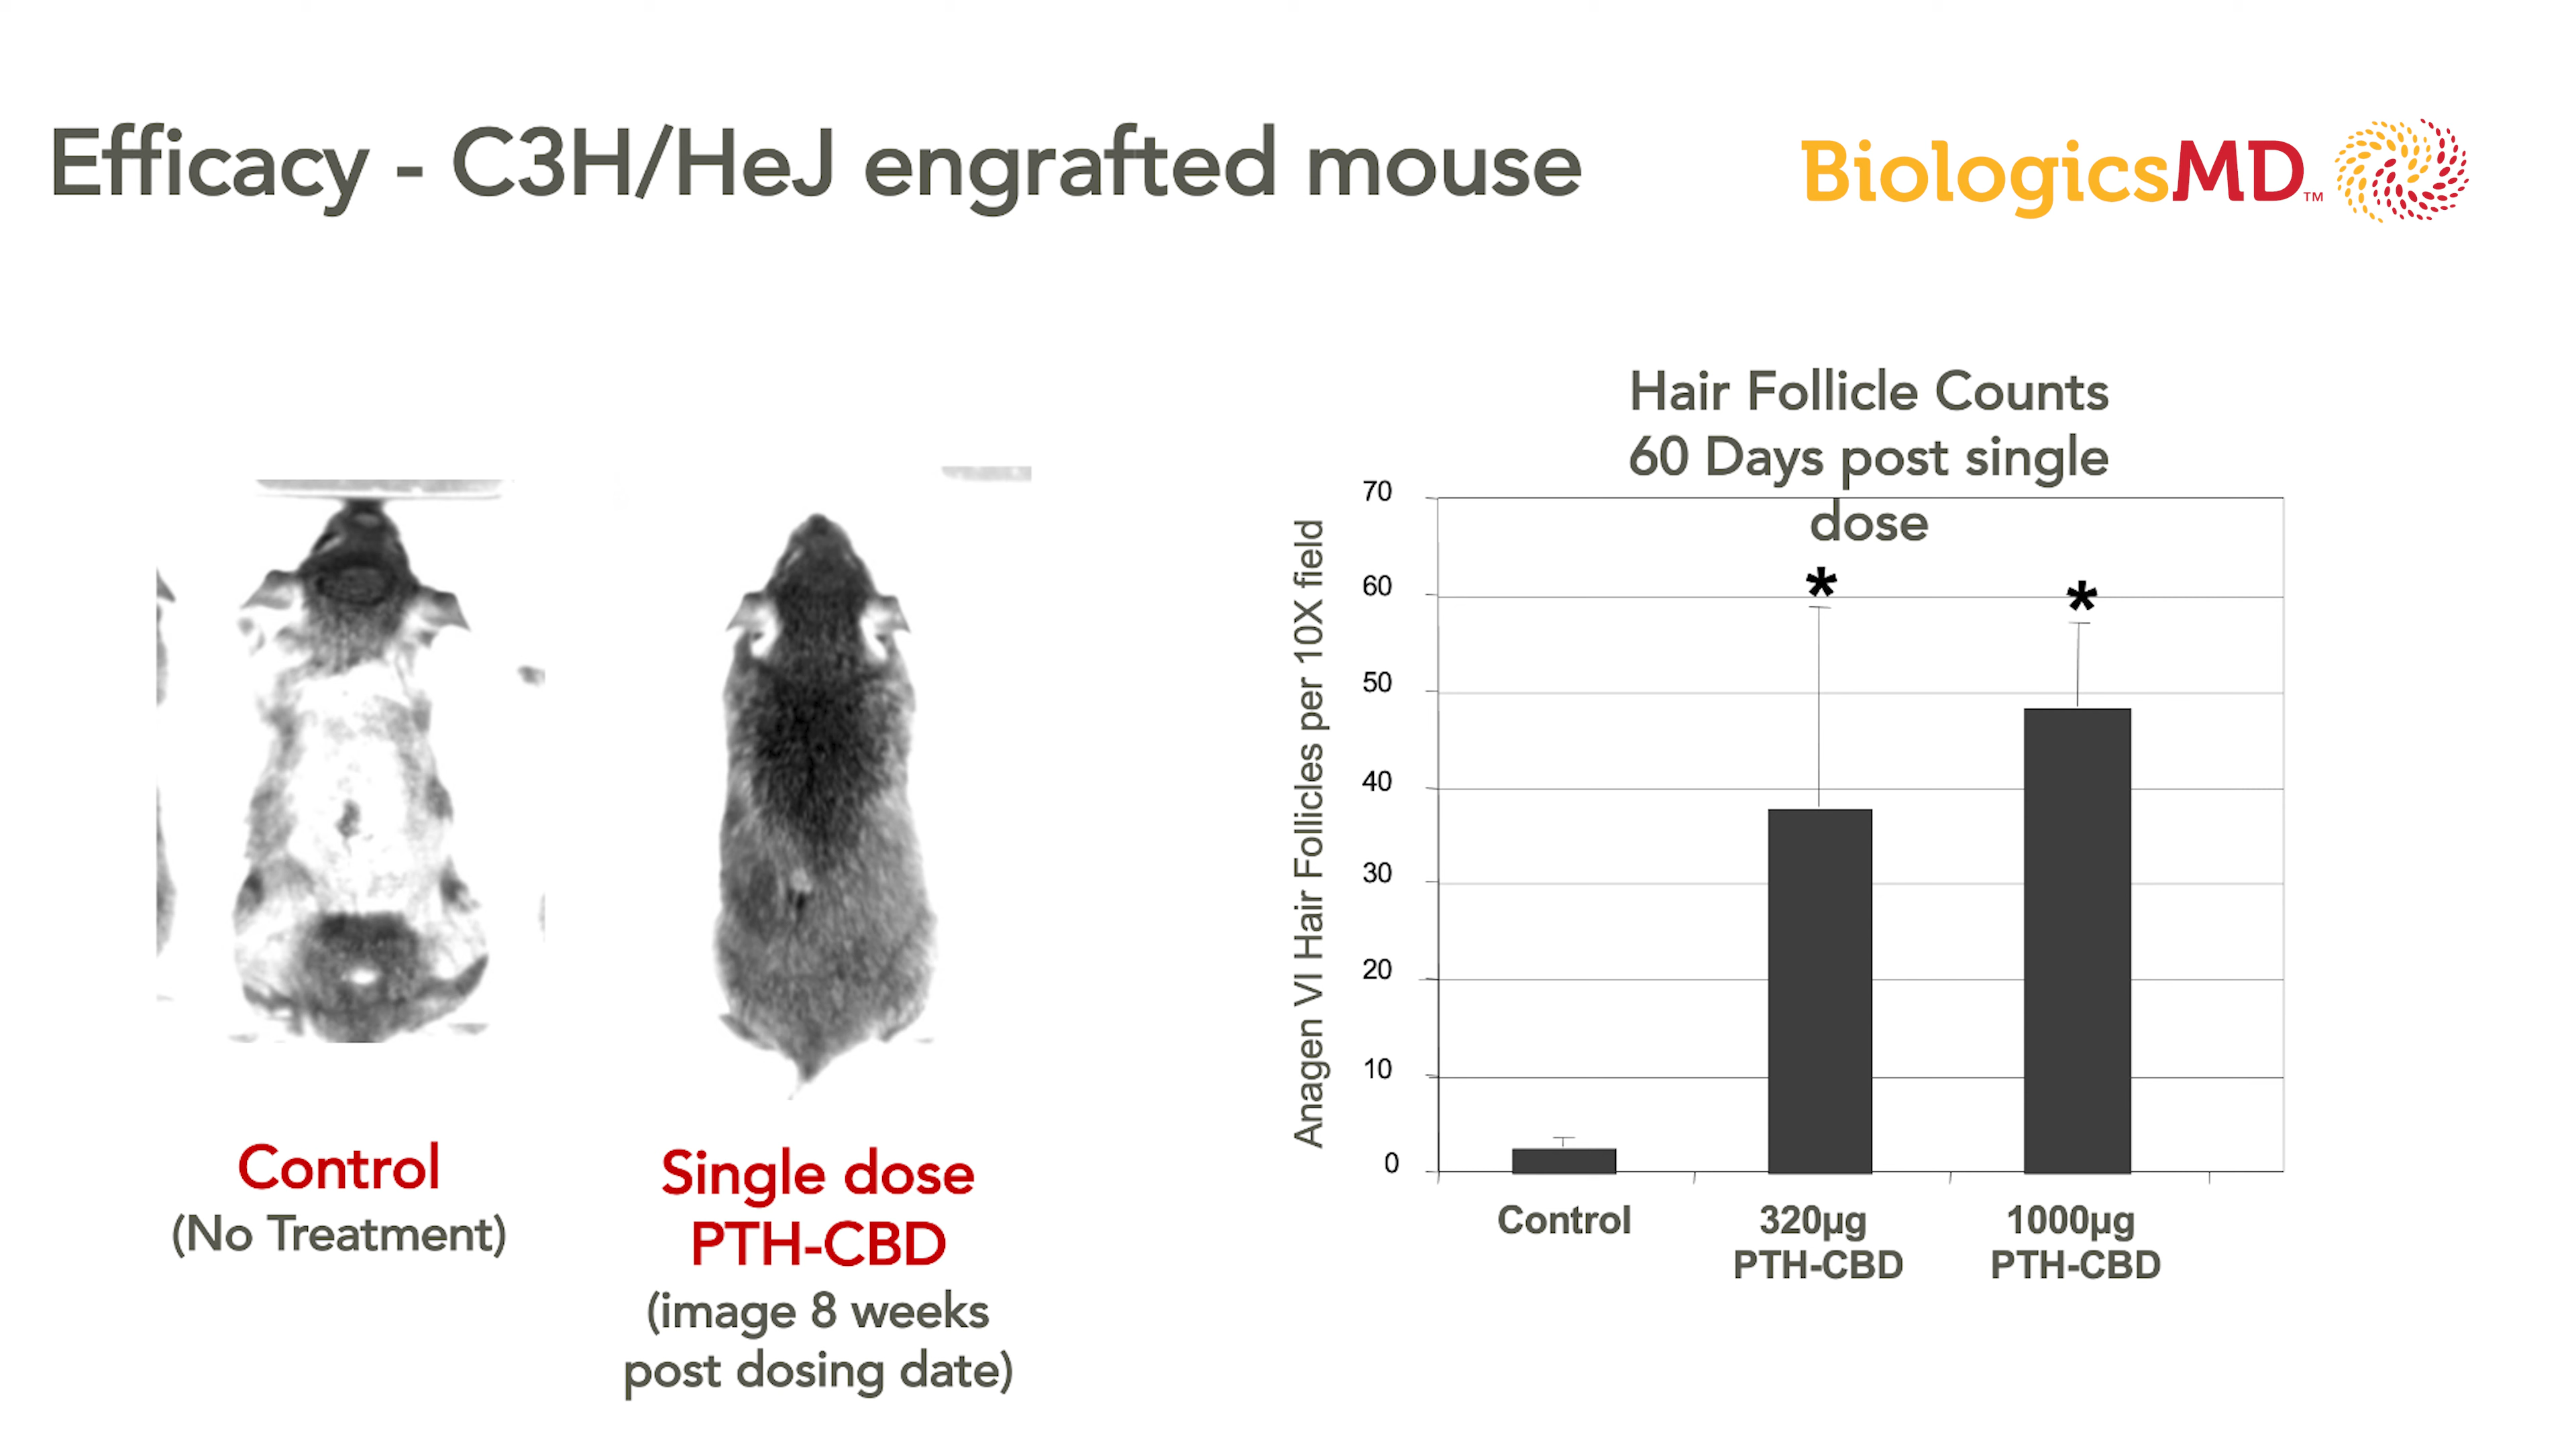 Efficacy - C3H/HeJ engrafted mouse
BiologicsMD™
Control
(No Treatment)
Single dose
PTH-CBD
(image 8 weeks
post dosing date)
Hair Follicle Counts
60 Days post single
dose
Anagen VI Hair Follicles per 10X field
70
60
50
40
30
20
10
0
*
*
Control
320µg
PTH-CBD
1000µg
PTH-CBD